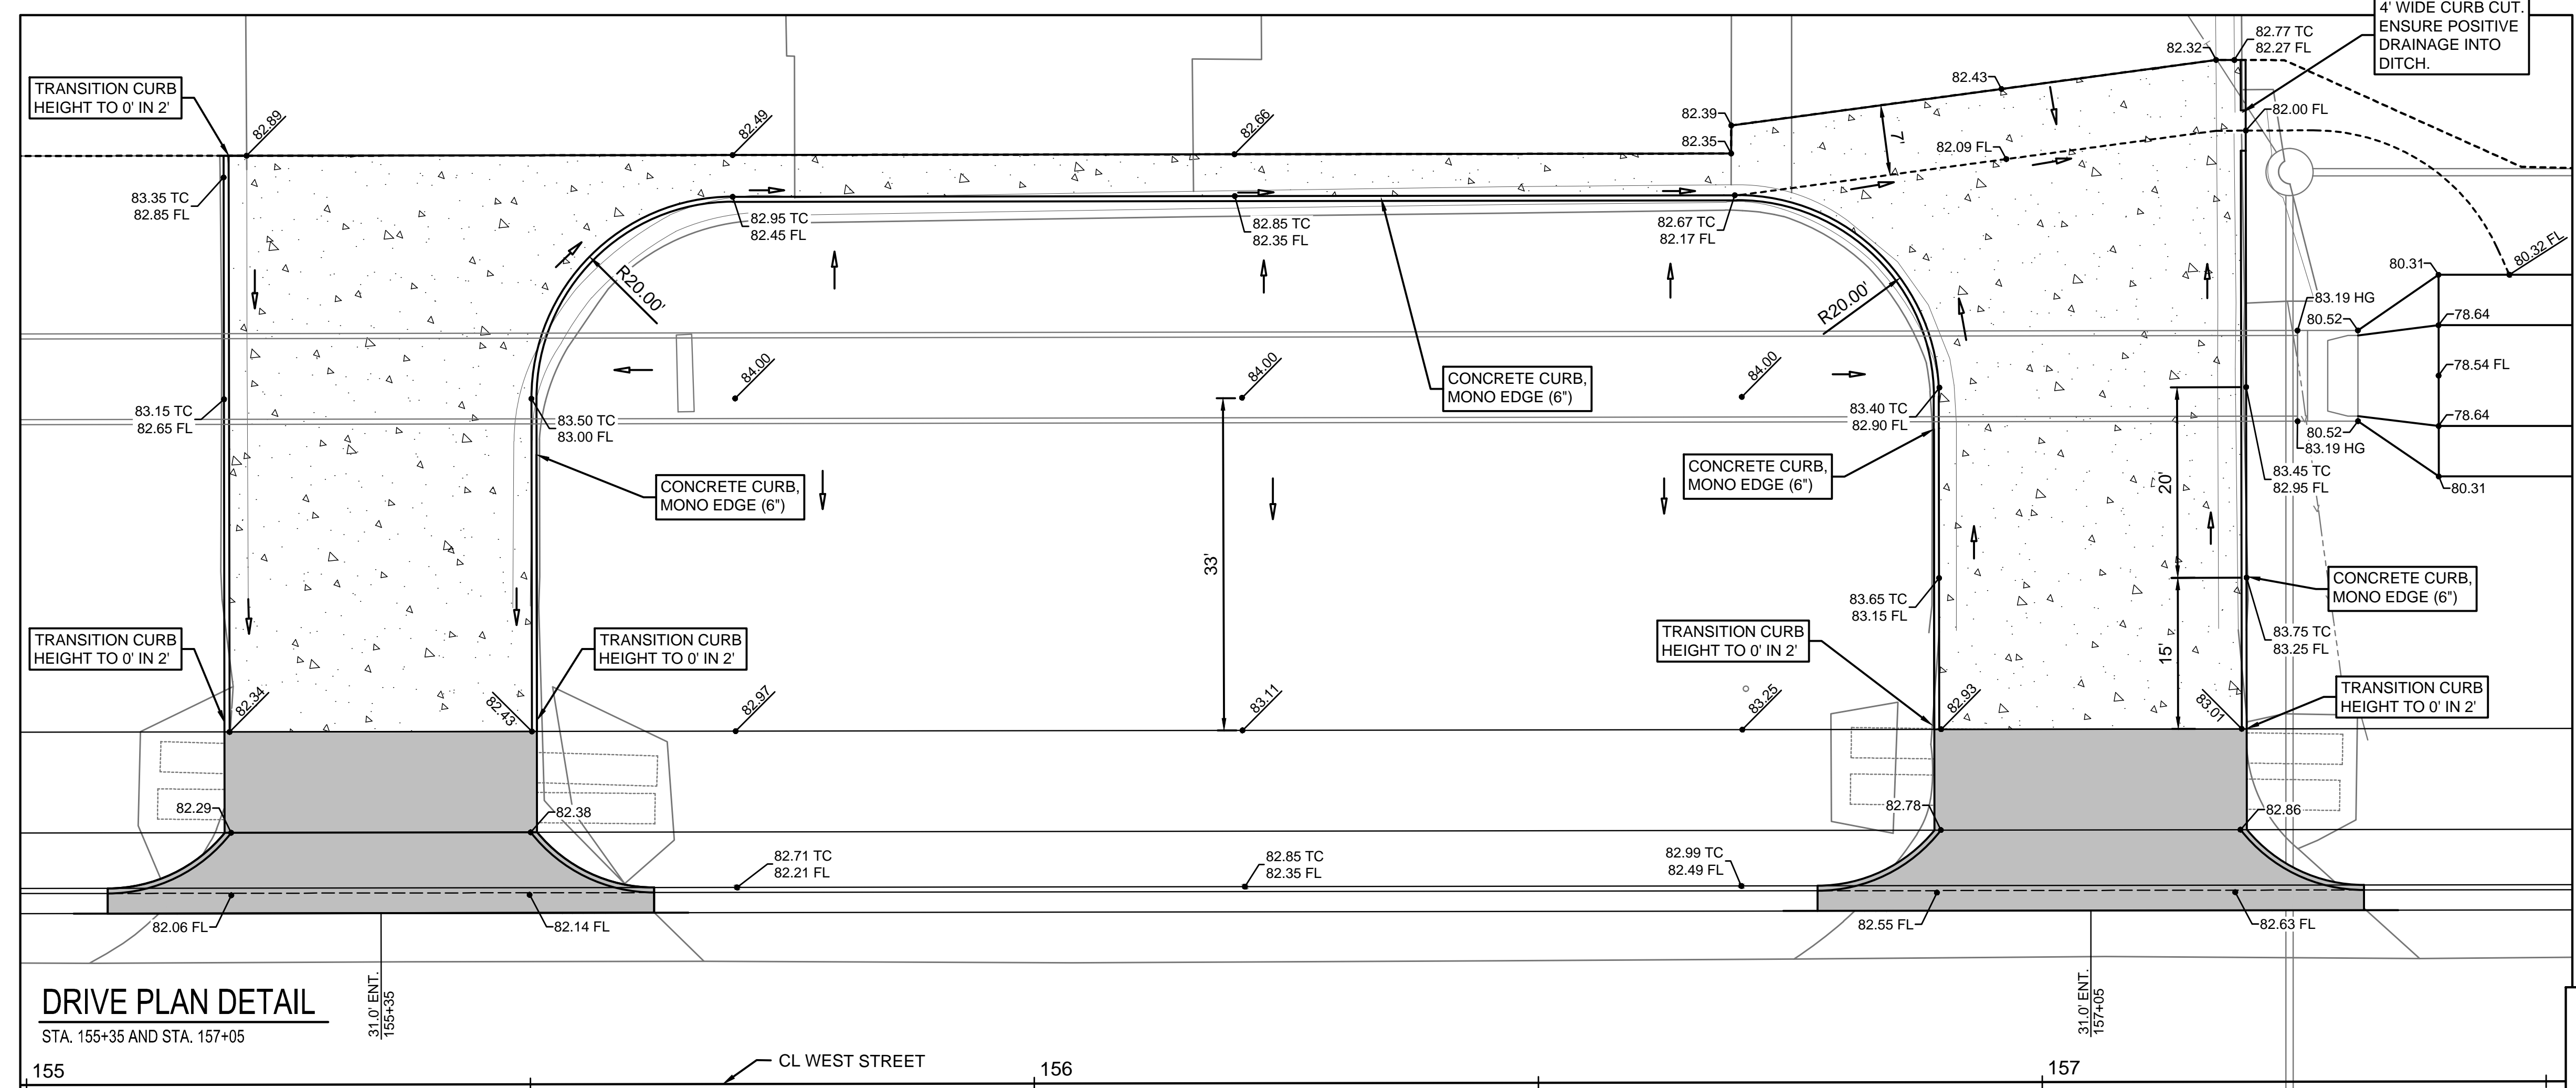 4' WIDE CURB CUT.
ENSURE POSITIVE
DRAINAGE INTO
DITCH.
82.77 TC
82.27 FL
82.32
82.43
82.39
82.35
7'
82.09 FL
82.00 FL
TRANSITION CURB
HEIGHT TO 0' IN 2'
82.89
82.49
82.66
83.35 TC
82.85 FL
82.95 TC
82.45 FL
82.85 TC
82.35 FL
82.67 TC
82.17 FL
R20.00'
R20.00'
80.31
80.32 FL
83.19 HG
80.52
78.64
78.54 FL
78.64
80.52
83.19 HG
80.31
84.00
84.00
84.00
CONCRETE CURB,
MONO EDGE (6")
83.15 TC
82.65 FL
83.50 TC
83.00 FL
83.40 TC
82.90 FL
CONCRETE CURB,
MONO EDGE (6")
CONCRETE CURB,
MONO EDGE (6")
20'
83.45 TC
82.95 FL
33'
83.65 TC
83.15 FL
CONCRETE CURB,
MONO EDGE (6")
15'
83.75 TC
83.25 FL
TRANSITION CURB
HEIGHT TO 0' IN 2'
TRANSITION CURB
HEIGHT TO 0' IN 2'
TRANSITION CURB
HEIGHT TO 0' IN 2'
TRANSITION CURB
HEIGHT TO 0' IN 2'
82.34
82.43
82.97
83.11
83.25
82.93
83.01
82.29
82.38
82.78
82.86
82.71 TC
82.21 FL
82.85 TC
82.35 FL
82.99 TC
82.49 FL
82.06 FL
82.14 FL
82.55 FL
82.63 FL
31.0' ENT.
155+35
31.0' ENT.
157+05
DRIVE PLAN DETAIL
STA. 155+35 AND STA. 157+05
CL WEST STREET
155
156
157